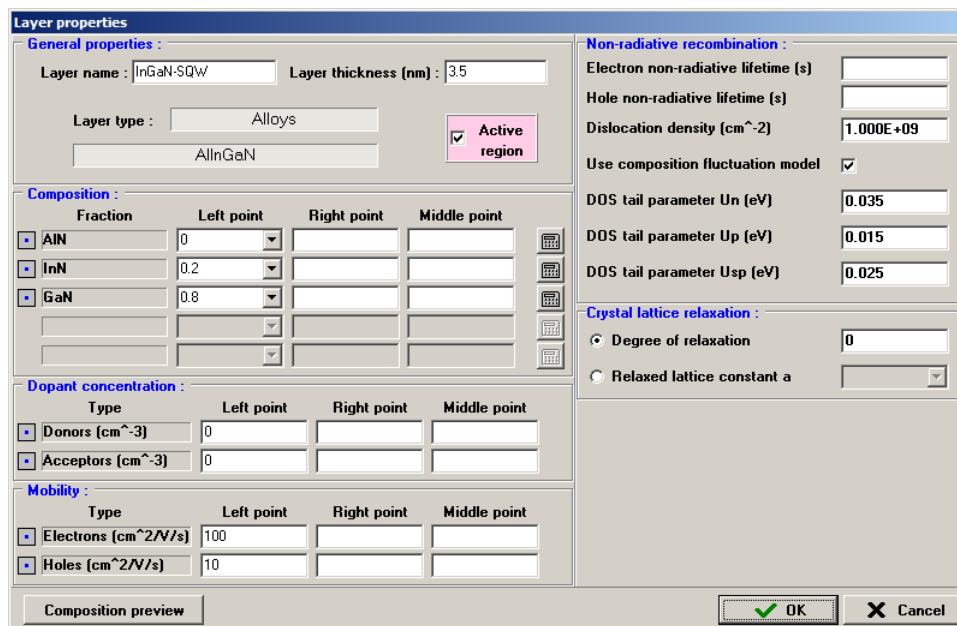 Layer properties
General properties :
Layer name : InGaN-SQW Layer thickness (nm) : 3.5
Layer type : Alloys
AlInGaN
Active region
Composition :
Fraction Left point Right point Middle point
AlN 0
InN 0.2
GaN 0.8
Dopant concentration :
Type Left point Right point Middle point
Donors (cm^-3) 0
Acceptors (cm^-3) 0
Mobility :
Type Left point Right point Middle point
Electrons (cm^2/V/s) 100
Holes (cm^2/V/s) 10
Composition preview
Non-radiative recombination :
Electron non-radiative lifetime (s)
Hole non-radiative lifetime (s)
Dislocation density (cm^-2) 1.000E+09
Use composition fluctuation model
DOS tail parameter Un (eV) 0.035
DOS tail parameter Up (eV) 0.015
DOS tail parameter Usp (eV) 0.025
Crystal lattice relaxation :
Degree of relaxation 0
Relaxed lattice constant a
OK Cancel